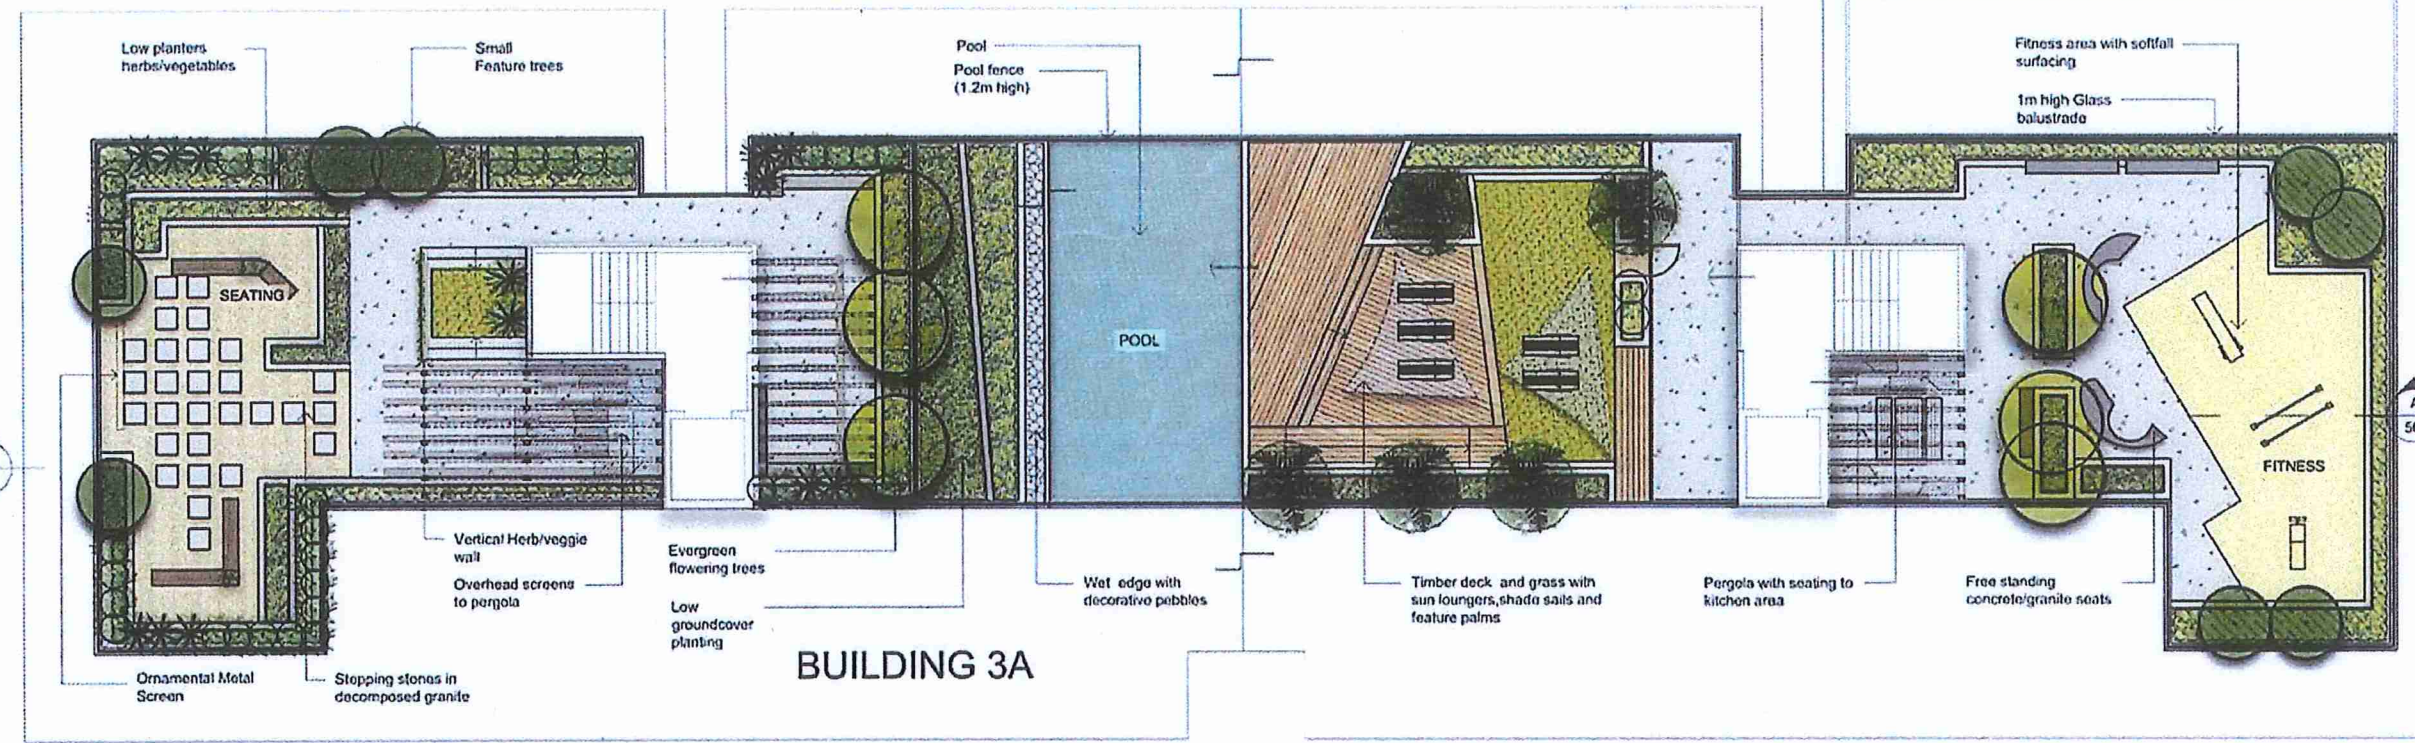 Low planters
herbs/vegetables
Small
Feature trees
Pool
Pool fence
(1.2m high)
Fitness area with softfall
surfacing
1m high Glass
balustrade
SEATING
POOL
FITNESS
Vertical Herb/veggie
wall
Overhead screens
to pergola
Evergreen
flowering trees
Low
groundcover
planting
Wet edge with
decorative pebbles
Timber deck and grass with
sun loungers,shade sails and
feature palms
Pergola with seating to
kitchen area
Free standing
concrete/granite seats
Ornamental Metal
Screen
Stepping stones in
decomposed granite
BUILDING 3A